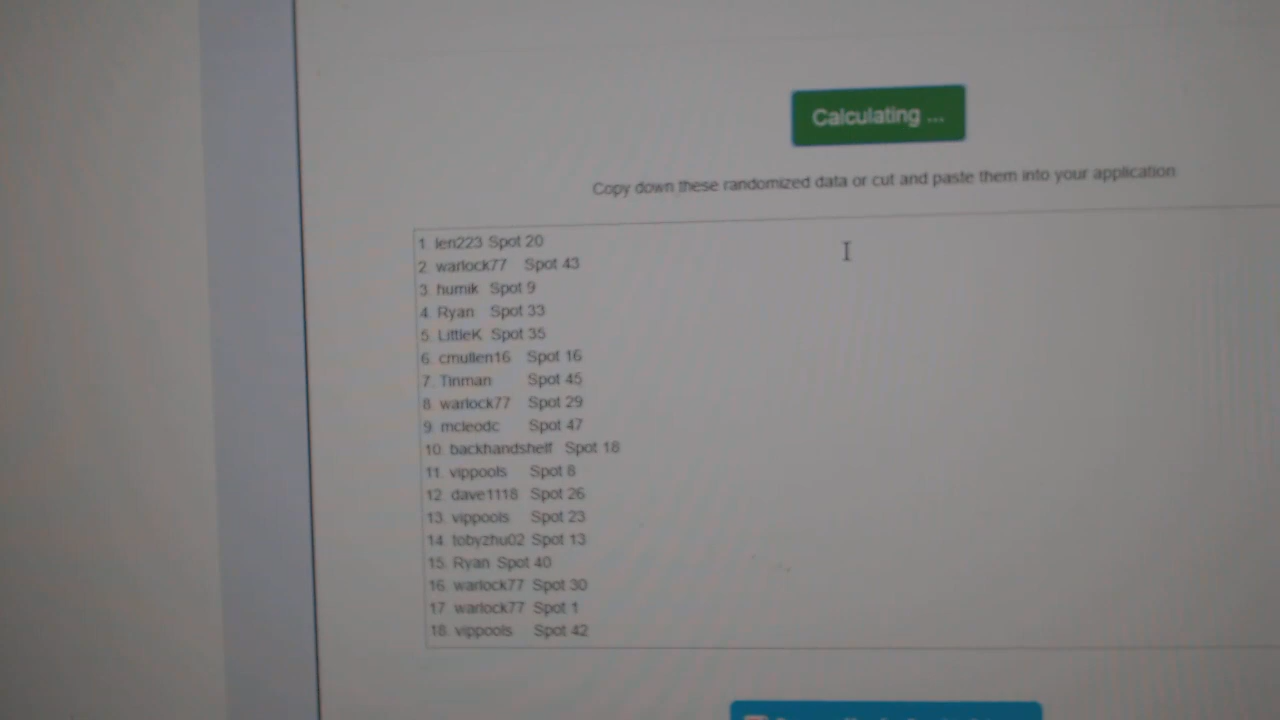 Calculating ...
Copy down these randomized data or cut and paste them into your application
1. len223 Spot 20
2. warlock77 Spot 43
3. humik Spot 9
4. Ryan Spot 33
5. LittleK Spot 35
6. cmullen16 Spot 16
7. Tinman Spot 45
8. warlock77 Spot 29
9. mcleodc Spot 47
10. backhandshelf Spot 18
11. vippools Spot 8
12. dave1118 Spot 26
13. vippools Spot 23
14. tobyzhu02 Spot 13
15. Ryan Spot 40
16. warlock77 Spot 30
17. warlock77 Spot 1
18. vippools Spot 42